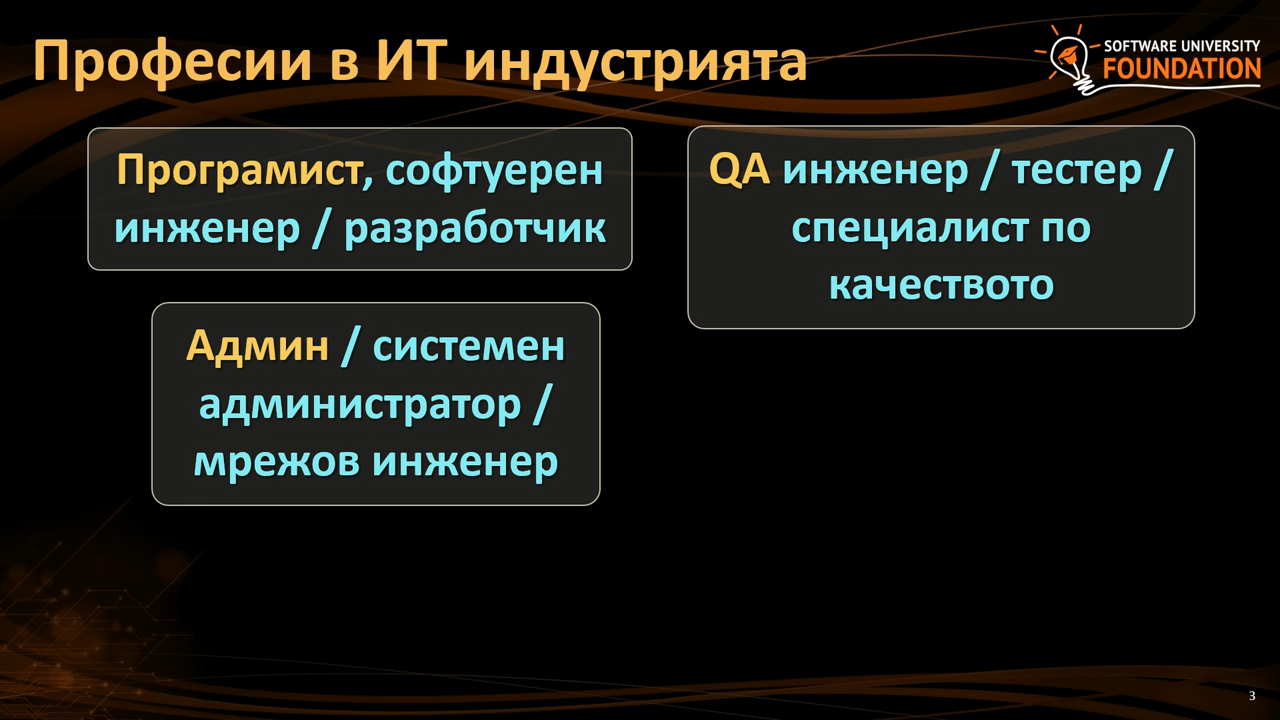 Професии в ИТ индустрията
SOFTWARE UNIVERSITY
FOUNDATION
Програмист, софтуерен
инженер / разработчик
QA инженер / тестер /
специалист по
качеството
Админ / системен
администратор /
мрежов инженер
3